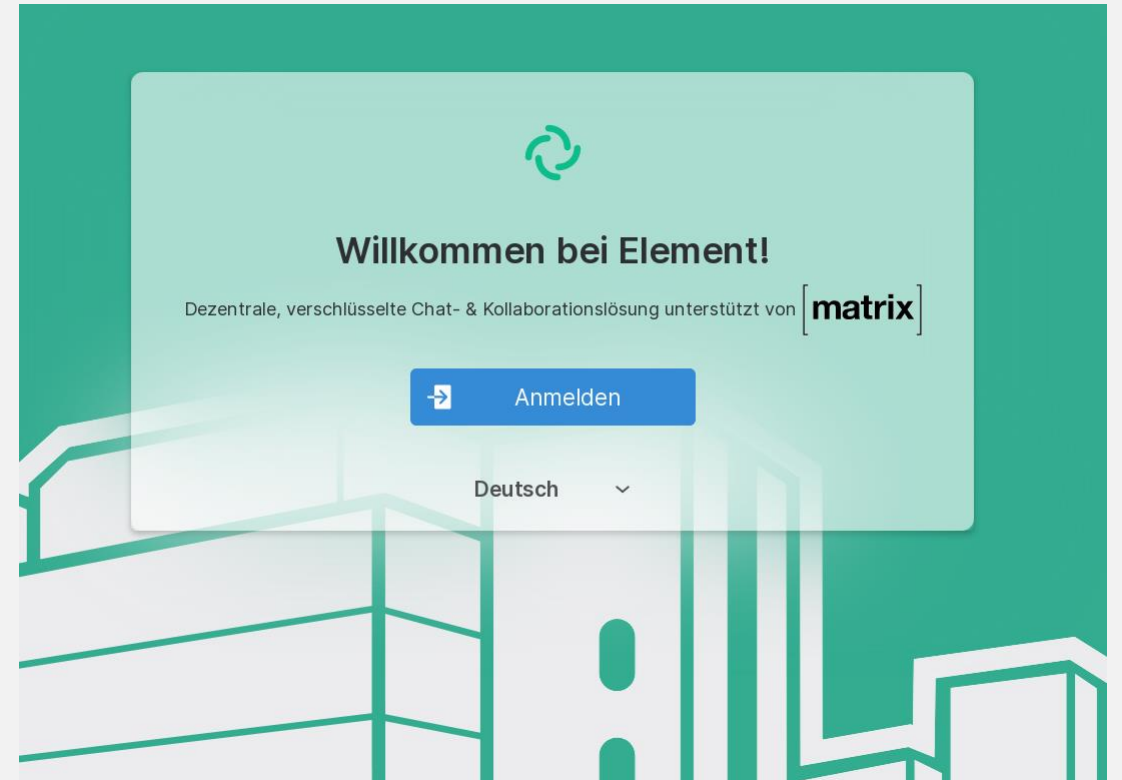 Willkommen bei Element!
Dezentrale, verschlüsselte Chat- & Kollaborationslösung unterstützt von [matrix]
Anmelden
Deutsch